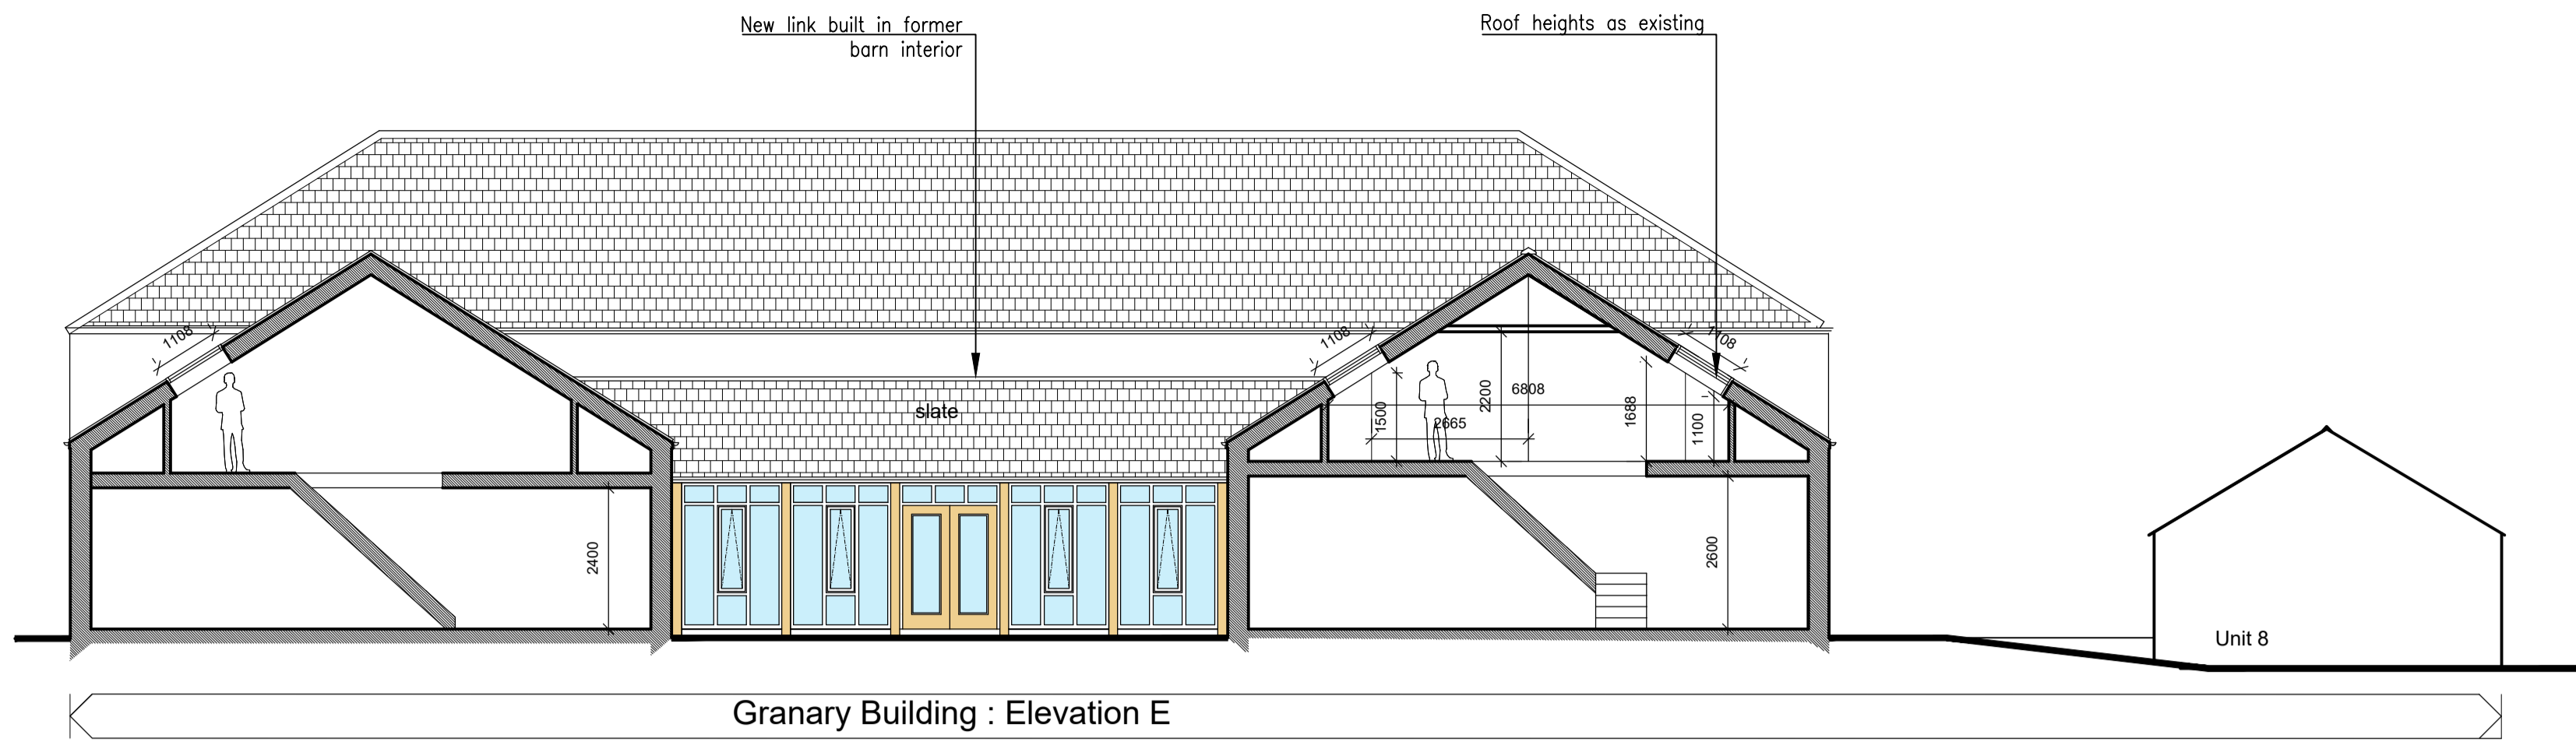 New link built in former
barn interior
Roof heights as existing
1108
1108
1108
slate
1500
2665
2200
6808
1688
1100
2400
2600
Unit 8
Granary Building : Elevation E